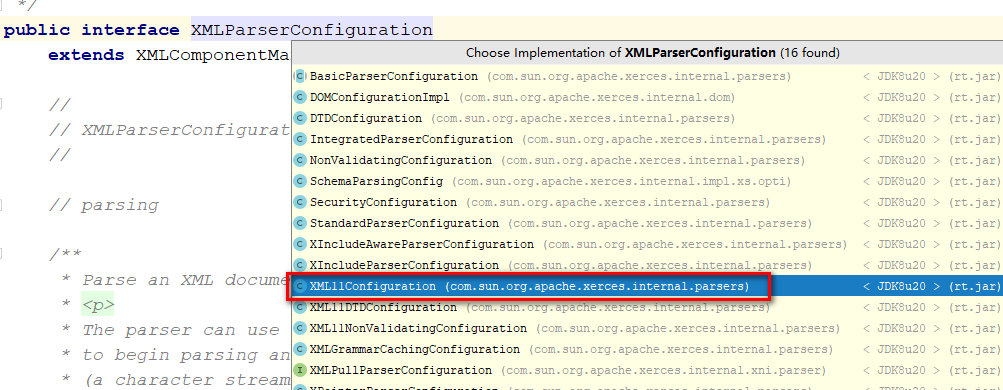 */
public interface XMLParserConfiguration
extends XMLComponentMa
Choose Implementation of XMLParserConfiguration (16 found)
BasicParserConfiguration (com.sun.org.apache.xerces.internal.parsers) < JDK8u20 > (rt.jar)
DOMConfigurationImpl (com.sun.org.apache.xerces.internal.dom) < JDK8u20 > (rt.jar)
// 
DTDConfiguration (com.sun.org.apache.xerces.internal.parsers) < JDK8u20 > (rt.jar)
// XMLParserConfigurat
IntegratedParserConfiguration (com.sun.org.apache.xerces.internal.parsers) < JDK8u20 > (rt.jar)
//
NonValidatingConfiguration (com.sun.org.apache.xerces.internal.parsers) < JDK8u20 > (rt.jar)
SchemaParsingConfig (com.sun.org.apache.xerces.internal.impl.xs.opti) < JDK8u20 > (rt.jar)
// parsing
SecurityConfiguration (com.sun.org.apache.xerces.internal.parsers) < JDK8u20 > (rt.jar)
StandardParserConfiguration (com.sun.org.apache.xerces.internal.parsers) < JDK8u20 > (rt.jar)
XIncludeAwareParserConfiguration (com.sun.org.apache.xerces.internal.parsers) < JDK8u20 > (rt.jar)
/**
XIncludeParserConfiguration (com.sun.org.apache.xerces.internal.parsers) < JDK8u20 > (rt.jar)
* Parse an XML docume
XML11Configuration (com.sun.org.apache.xerces.internal.parsers) < JDK8u20 > (rt.jar)
* <p>
XML11DTDConfiguration (com.sun.org.apache.xerces.internal.parsers) < JDK8u20 > (rt.jar)
* The parser can use
XML11NonValidatingConfiguration (com.sun.org.apache.xerces.internal.parsers) < JDK8u20 > (rt.jar)
* to begin parsing an
XMLGrammarCachingConfiguration (com.sun.org.apache.xerces.internal.parsers) < JDK8u20 > (rt.jar)
* (a character stream
XMLPullParserConfiguration (com.sun.org.apache.xerces.internal.xni.parser) < JDK8u20 > (rt.jar)